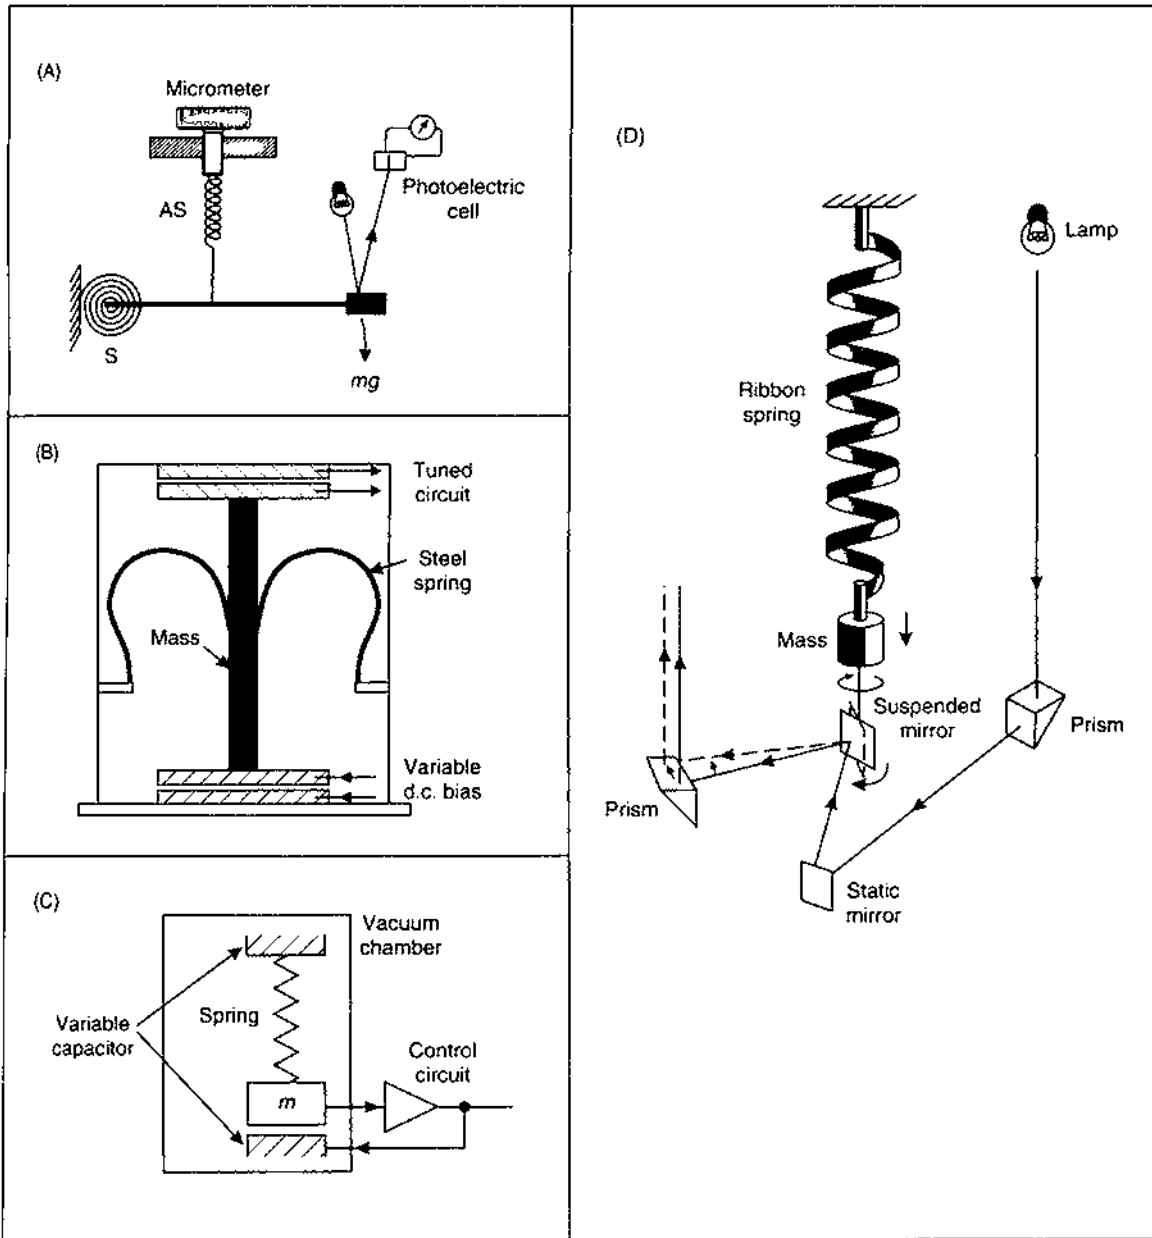 (A)
Micrometer
AS
Photoelectric
cell
S
mg
(B)
Tuned
circuit
Steel
spring
Mass
Variable
d.c. bias
(C)
Vacuum
chamber
Spring
Variable
capacitor
Control
circuit
m
(D)
Lamp
Ribbon
spring
Mass
Suspended
mirror
Prism
Prism
Static
mirror